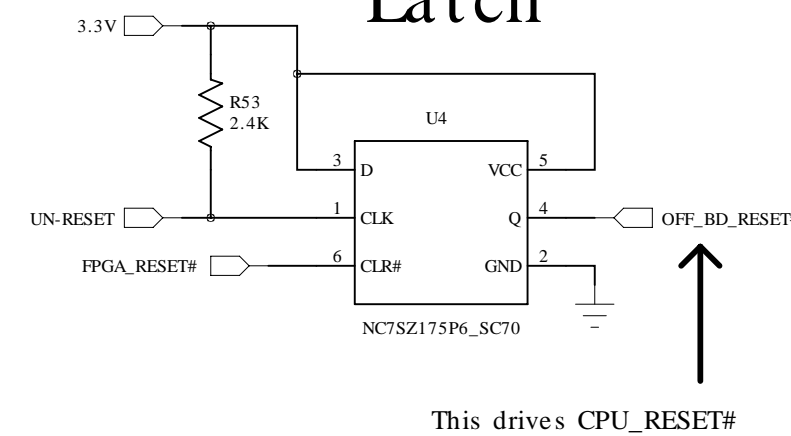 Latch
3.3V
R53
2.4K
U4
3
D
VCC
5
UN-RESET
1
CLK
Q
4
OFF_BD_RESET
FPGA_RESET#
6
CLR#
GND
2
NC7SZ175P6_SC70
This drives CPU_RESET#